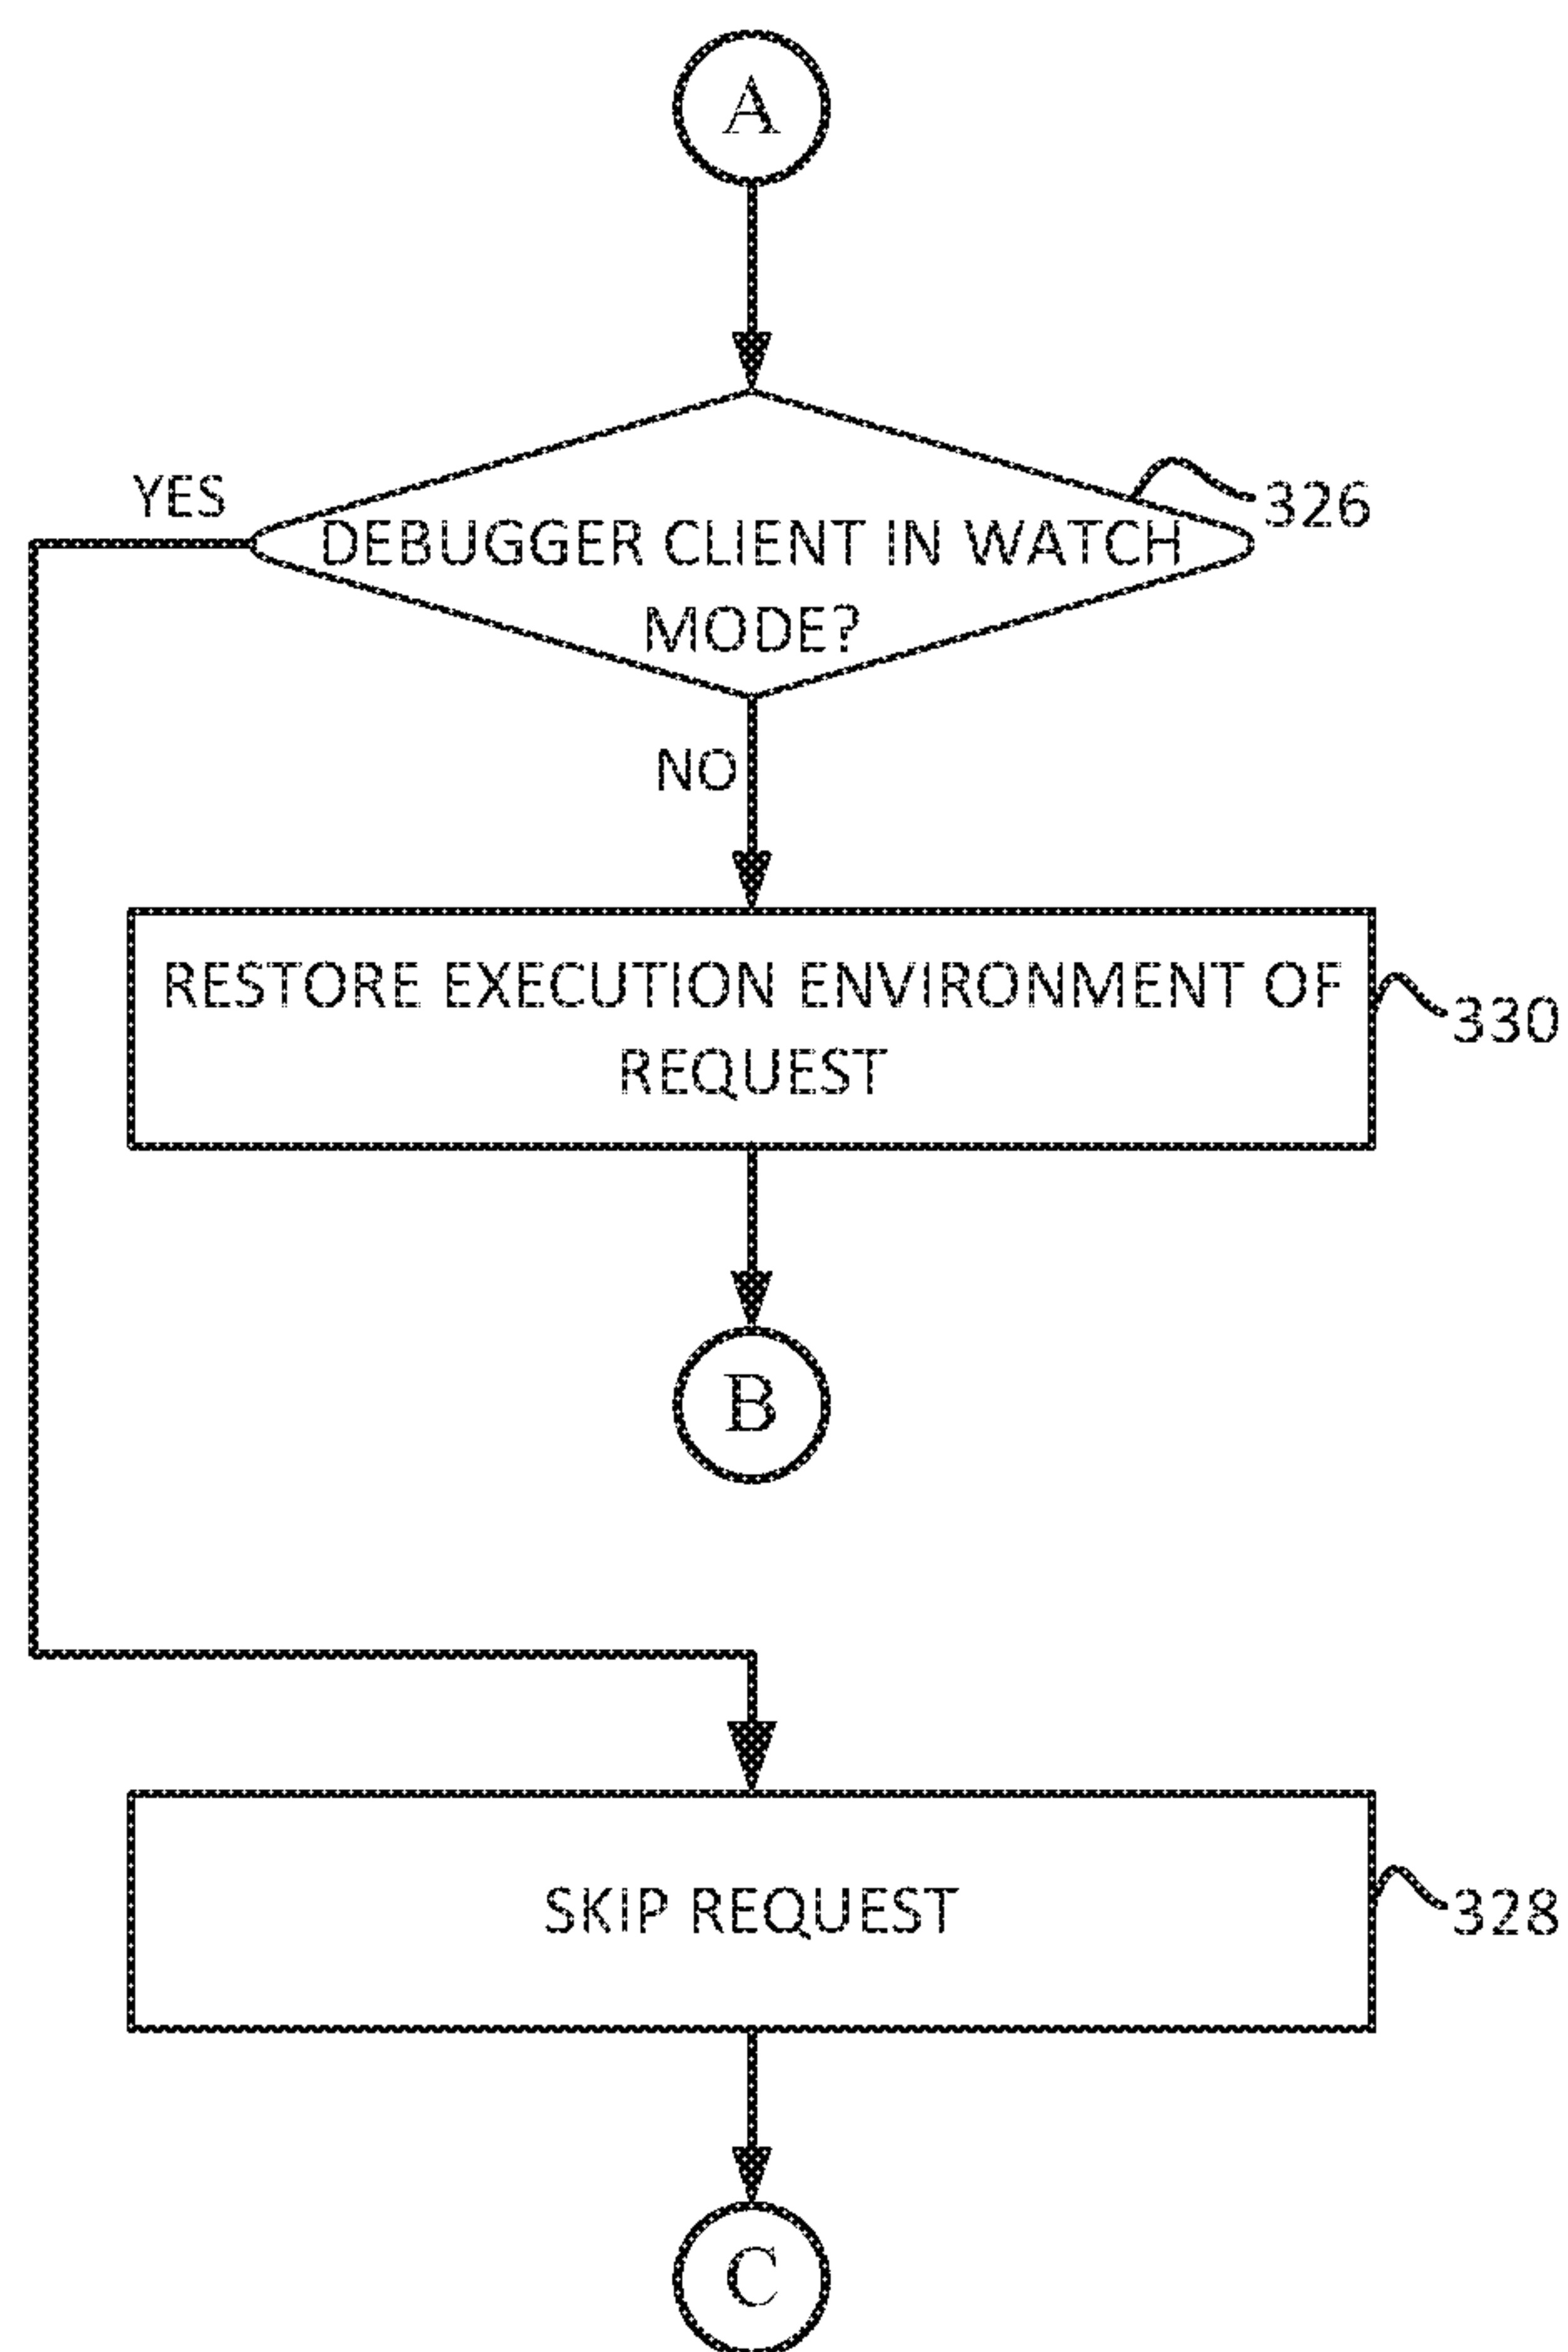 A
YES
326
DEBUGGER CLIENT IN WATCH
MODE?
NO
RESTORE EXECUTION ENVIRONMENT OF
REQUEST
330
B
SKIP REQUEST
328
C